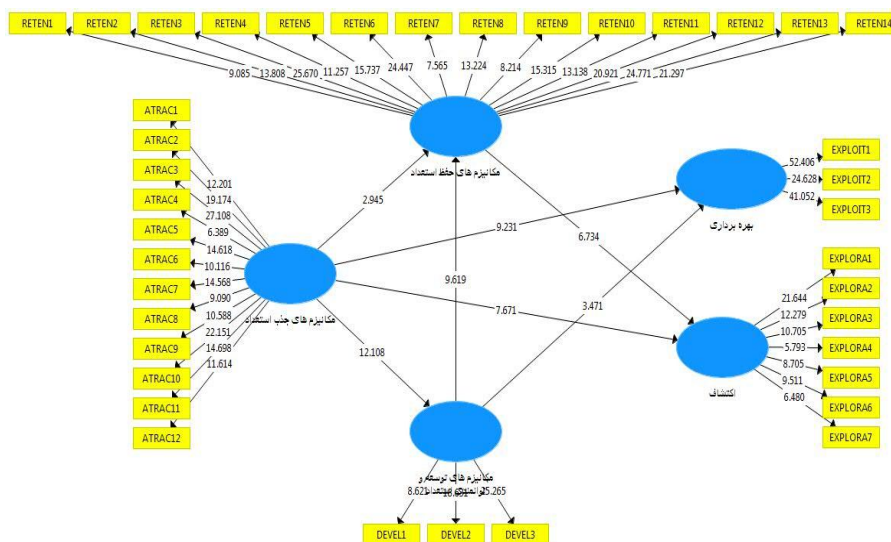 RETEN1 RETEN2 RETEN3 RETEN4 RETEN5 RETEN6 RETEN7 RETEN8 RETEN9 RETEN10 RETEN11 RETEN12 RETEN13 RETEN14
9.085 13.808 25.670 11.257 15.737 24.447 7.565 13.224 8.214 15.315 13.138 20.921 24.771 21.297
مکانیزم های حفظ استعداد
ATRAC1
ATRAC2
ATRAC3
ATRAC4
ATRAC5
ATRAC6
ATRAC7
ATRAC8
ATRAC9
ATRAC10
ATRAC11
ATRAC12
12.201
19.174
27.108
6.389
14.618
10.116
14.568
9.090
10.588
22.151
14.698
11.614
مکانیزم های جذب استعداد
2.945
9.231
6.734
9.619
7.671
3.471
12.108
EXPLOIT1
EXPLOIT2
EXPLOIT3
52.406
24.628
41.052
بهره برداری
EXPLORA1
EXPLORA2
EXPLORA3
EXPLORA4
EXPLORA5
EXPLORA6
EXPLORA7
21.644
12.279
10.705
5.793
8.705
9.511
6.480
اکتشاف
مکانیزم های توسعه و
استعداد
8.621
DEVEL1 DEVEL2 DEVEL3